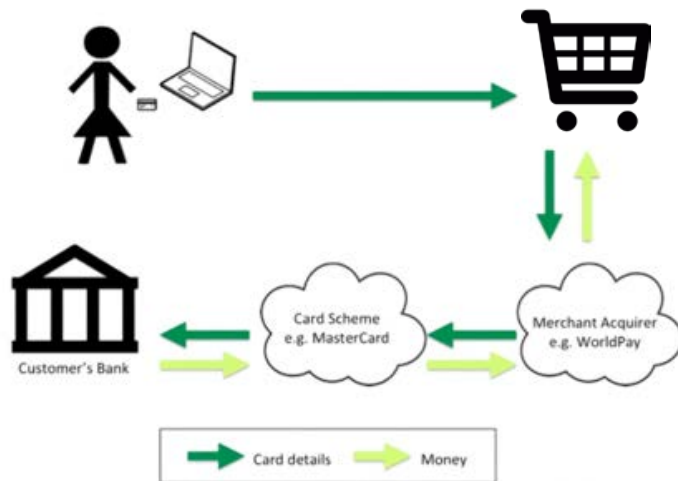 Card Scheme
e.g. MasterCard
Merchant Acquirer
e.g. WorldPay
Customer's Bank
Card details
Money